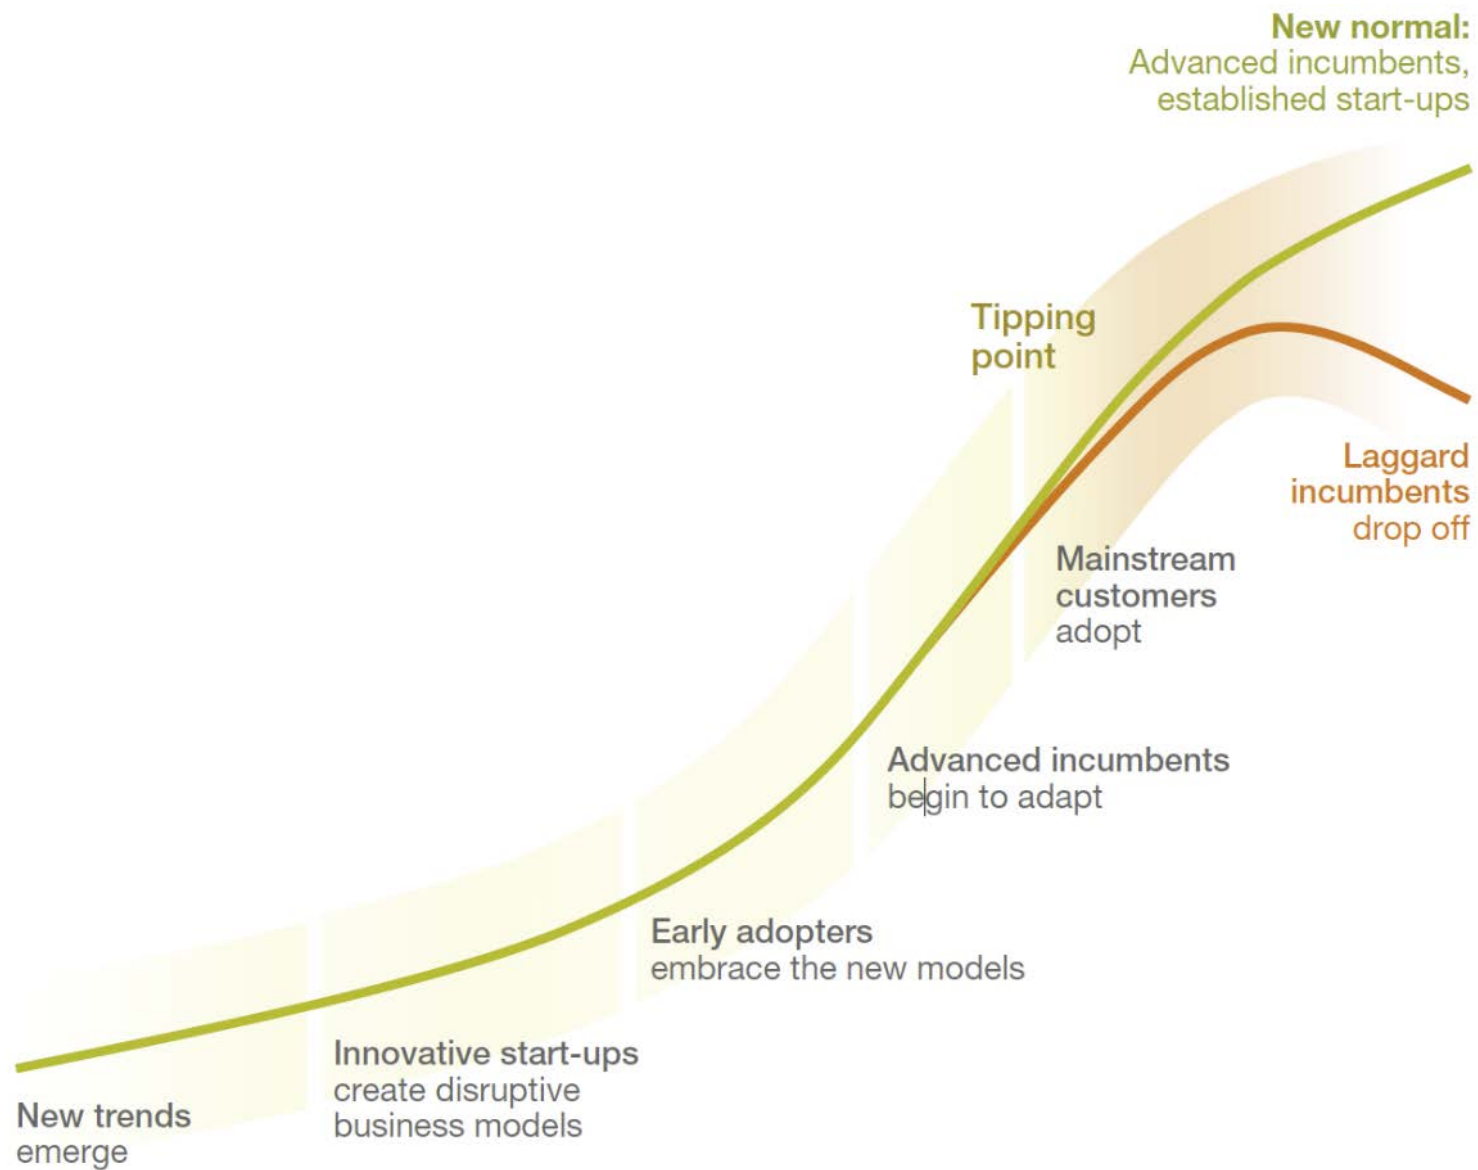 New normal:
Advanced incumbents,
established start-ups
Tipping
point
Laggard
incumbents
drop off
Mainstream
customers
adopt
Advanced incumbents
begin to adapt
Early adopters
embrace the new models
Innovative start-ups
create disruptive
business models
New trends
emerge